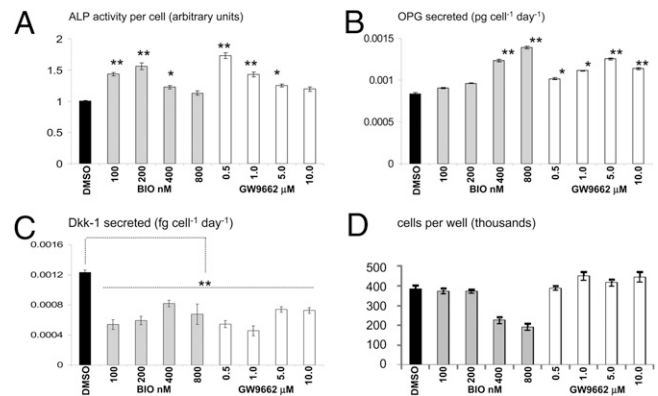 A
ALP activity per cell (arbitrary units)
2
1.5
1
0.5
0
** ** * ** ** *
DMSO 100 200 400 800 0.5 1.0 5.0 10.0
BIO nM GW9662 μM
B
OPG secreted (pg cell⁻¹ day⁻¹)
0.0015
0.001
0.0005
0
** ** * * ** **
DMSO 100 200 400 800 0.5 1.0 5.0 10.0
BIO nM GW9662 μM
C
Dkk-1 secreted (fg cell⁻¹ day⁻¹)
0.0016
0.0012
0.0008
0.0004
0
**
DMSO 100 200 400 800 0.5 1.0 5.0 10.0
BIO nM GW9662 μM
D
cells per well (thousands)
500
400
300
200
100
0
DMSO 100 200 400 800 0.5 1.0 5.0 10.0
BIO nM GW9662 μM